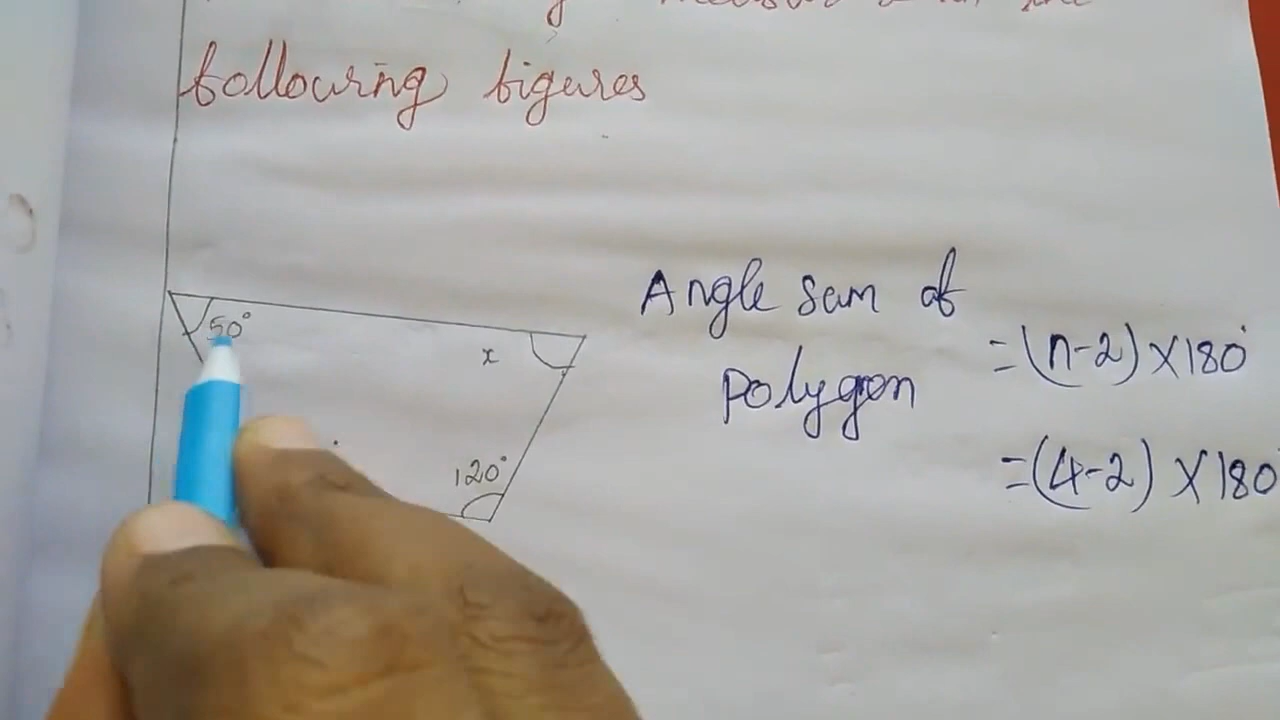 following figures
50°
x
120°
Angle sum of
Polygon
=(n-2)×180°
=(4-2)×180